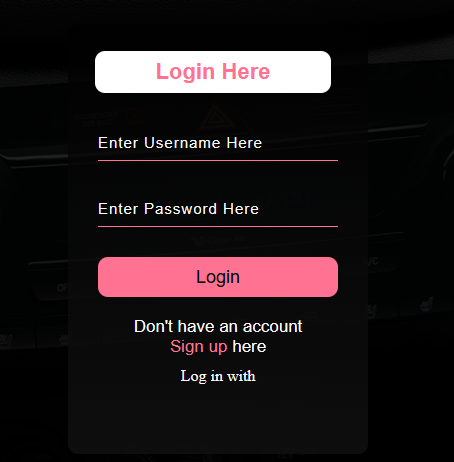 Login Here
Enter Username Here
Enter Password Here
Login
Don't have an account
Sign up here
Log in with